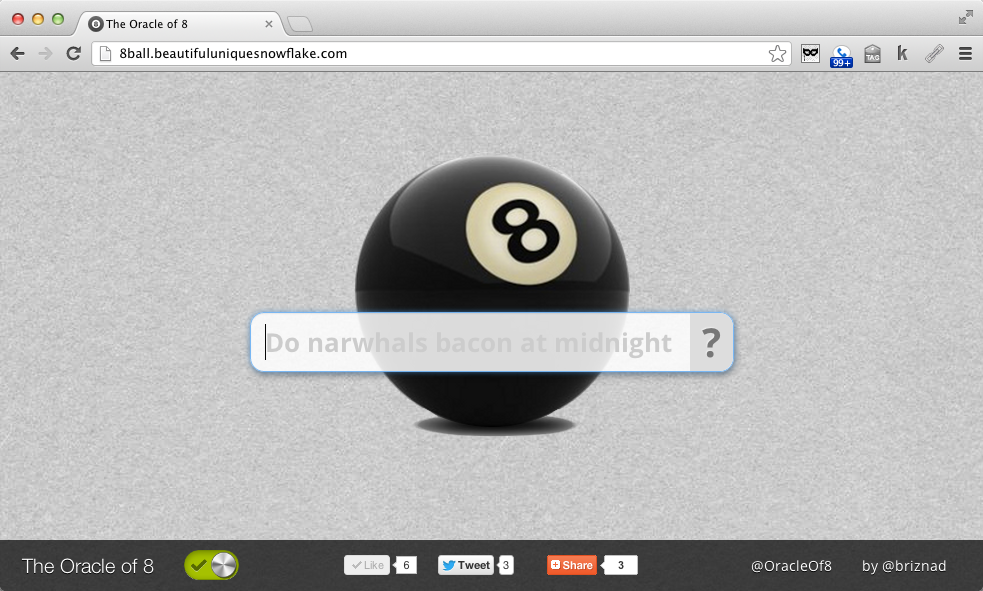 The Oracle of 8
8ball.beautifuluniquesnowflake.com
99+
TAG
k
8
Do narwhals bacon at midnight ?
The Oracle of 8
Like 6
Tweet 3
Share 3
@OracleOf8
by @briznad